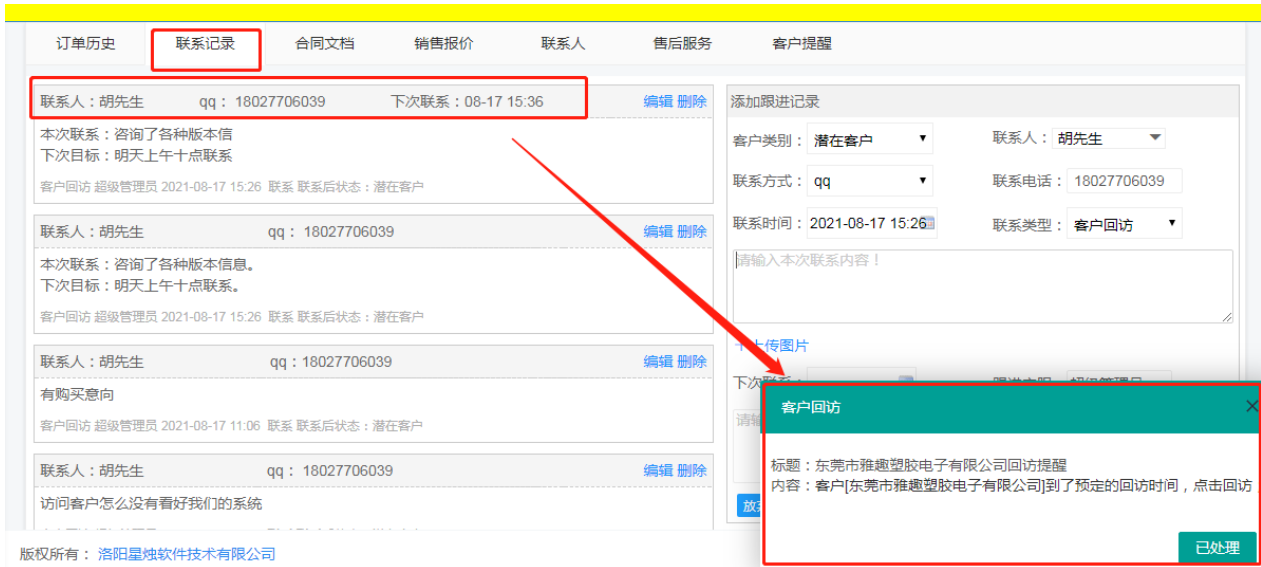 订单历史 联系记录 合同文档 销售报价 联系人 售后服务 客户提醒
联系人：胡先生 qq： 18027706039 下次联系：08-17 15:36 编辑 删除
本次联系：咨询了各种版本信
下次目标：明天上午十点联系
客户回访 超级管理员 2021-08-17 15:26 联系 联系后状态：潜在客户
联系人：胡先生 qq： 18027706039 编辑 删除
本次联系：咨询了各种版本信息。
下次目标：明天上午十点联系。
客户回访 超级管理员 2021-08-17 15:26 联系 联系后状态：潜在客户
联系人：胡先生 qq：18027706039 编辑 删除
有购买意向
客户回访 超级管理员 2021-08-17 11:06 联系 联系后状态：潜在客户
联系人：胡先生 qq： 18027706039 编辑 删除
访问客户怎么没有看好我们的系统
添加跟进记录
客户类别： 潜在客户 联系人： 胡先生
联系方式： qq 联系电话： 18027706039
联系时间： 2021-08-17 15:26 联系类型： 客户回访
请输入本次联系内容！
上传图片
下次联系：
客户回访
标题：东莞市雅趣塑胶电子有限公司回访提醒
内容：客户[东莞市雅趣塑胶电子有限公司]到了预定的回访时间，点击回访
已处理
版权所有： 洛阳星烛软件技术有限公司